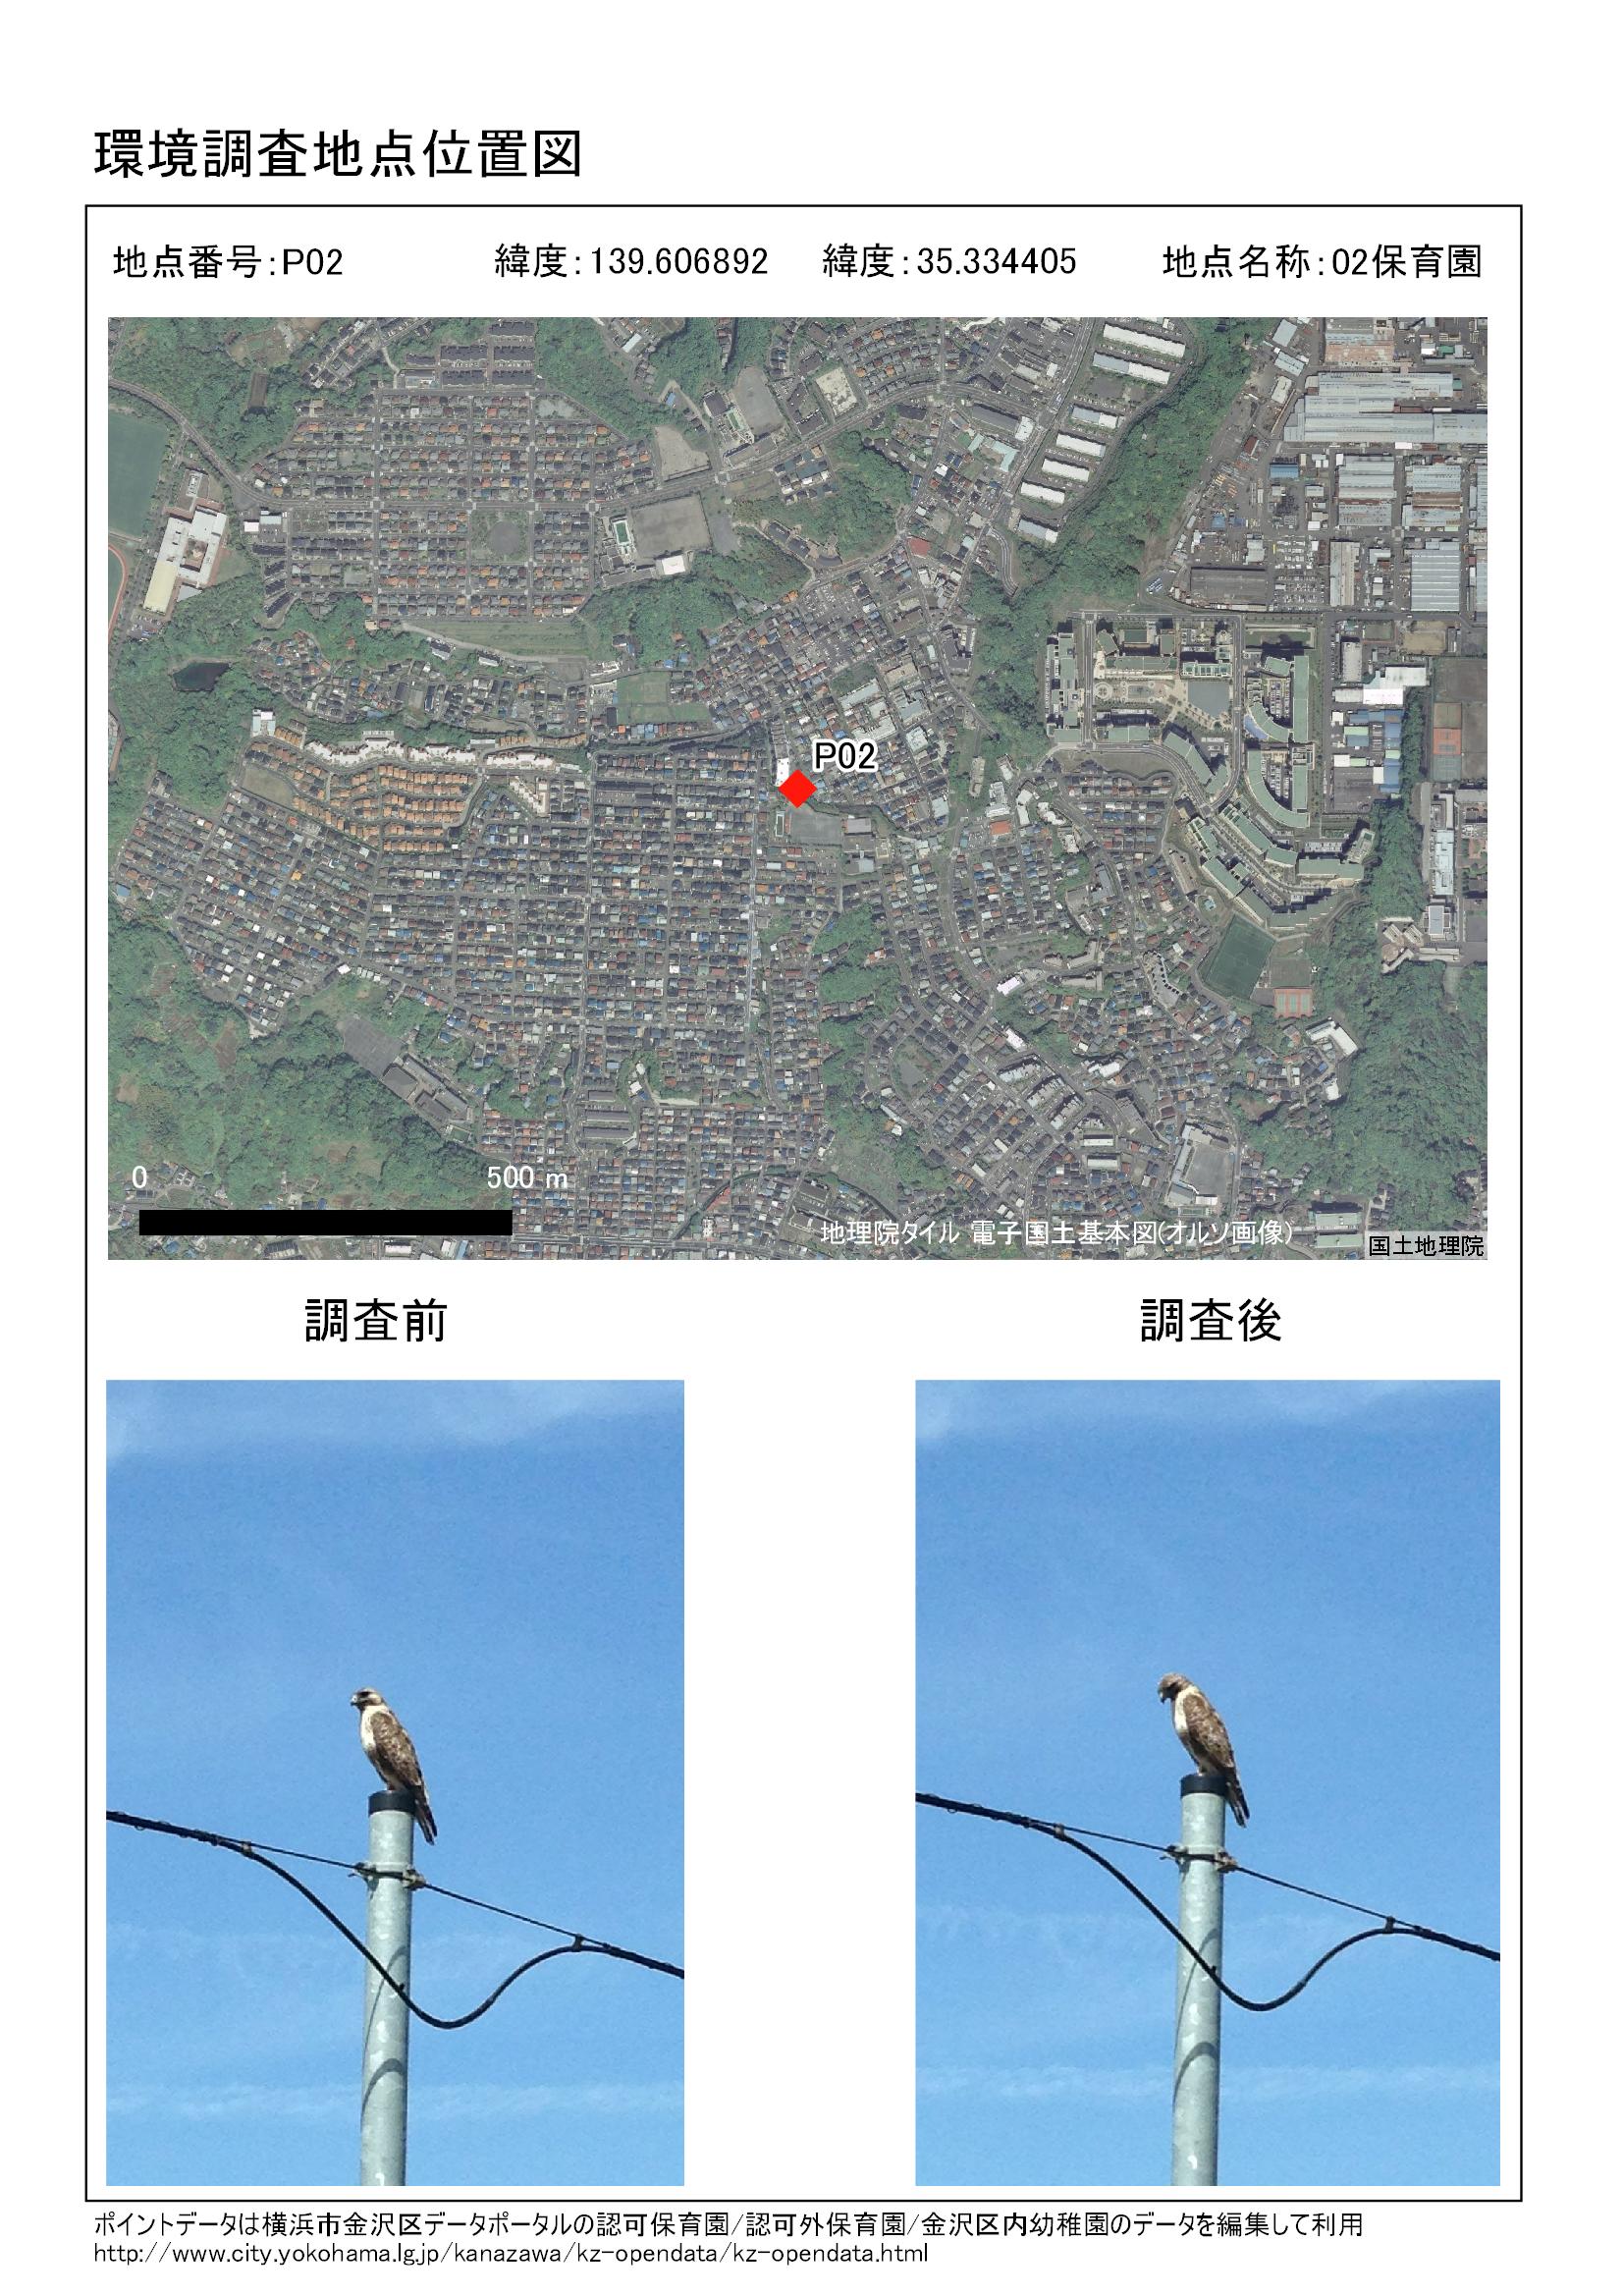 環境調査地点位置図
地点番号:P02 緯度:139.606892 緯度:35.334405 地点名称:02保育園
P02
0 500 m
地理院タイル 電子国土基本図(オルソ画像)
国土地理院
調査前 調査後
ポイントデータは横浜市金沢区データポータルの認可保育園/認可外保育園/金沢区内幼稚園のデータを編集して利用
http://www.city.yokohama.lg.jp/kanazawa/kz-opendata/kz-opendata.html